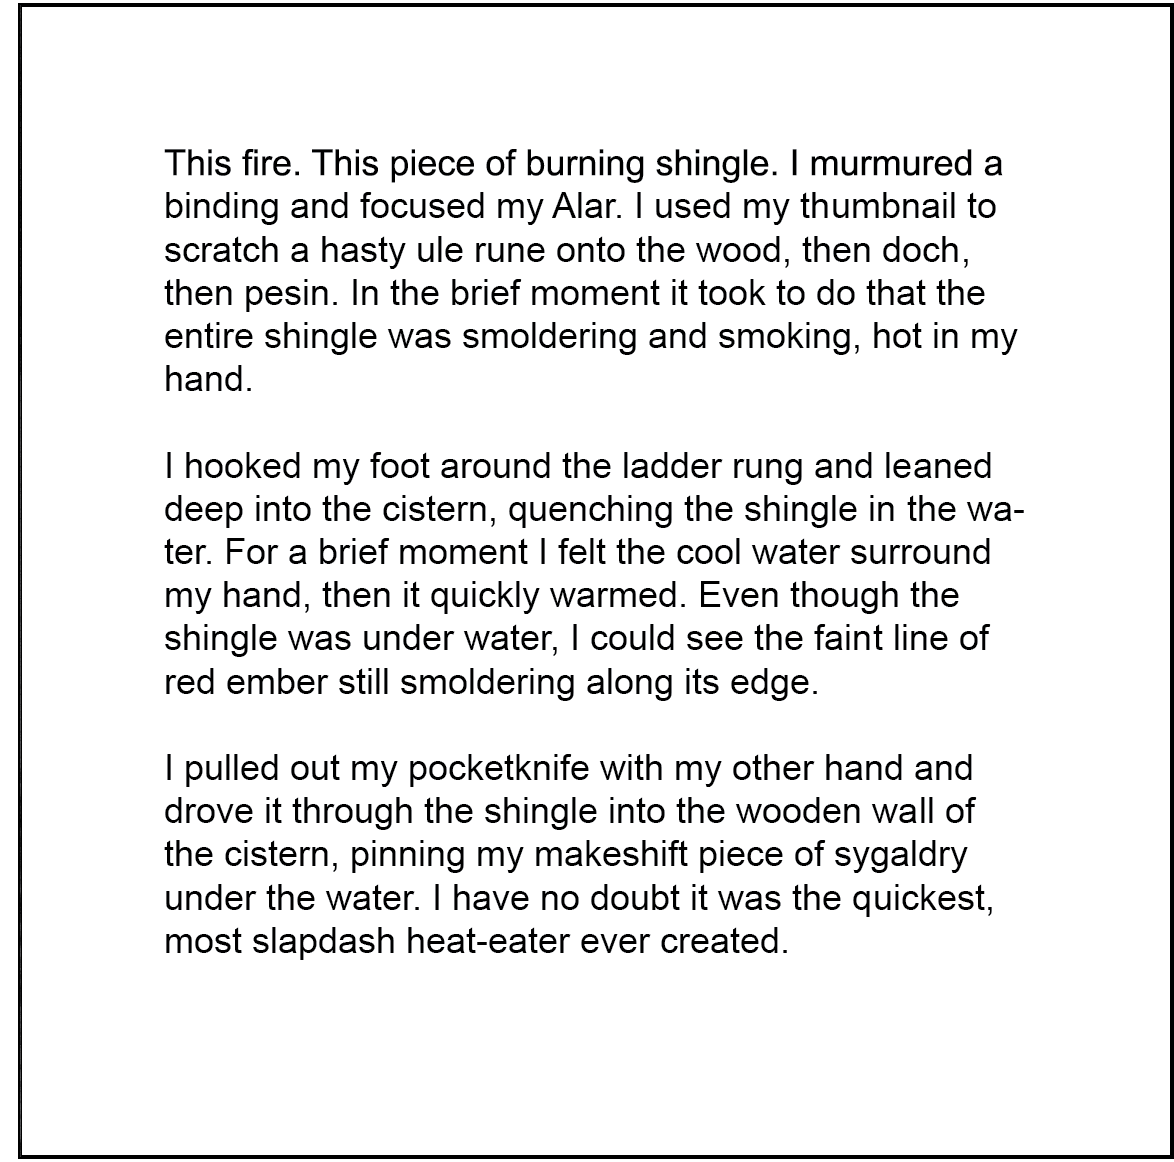 This fire. This piece of burning shingle. I murmured a
binding and focused my Alar. I used my thumbnail to
scratch a hasty ule rune onto the wood, then doch,
then pesin. In the brief moment it took to do that the
entire shingle was smoldering and smoking, hot in my
hand.
I hooked my foot around the ladder rung and leaned
deep into the cistern, quenching the shingle in the wa-
ter. For a brief moment I felt the cool water surround
my hand, then it quickly warmed. Even though the
shingle was under water, I could see the faint line of
red ember still smoldering along its edge.
I pulled out my pocketknife with my other hand and
drove it through the shingle into the wooden wall of
the cistern, pinning my makeshift piece of sygaldry
under the water. I have no doubt it was the quickest,
most slapdash heat-eater ever created.